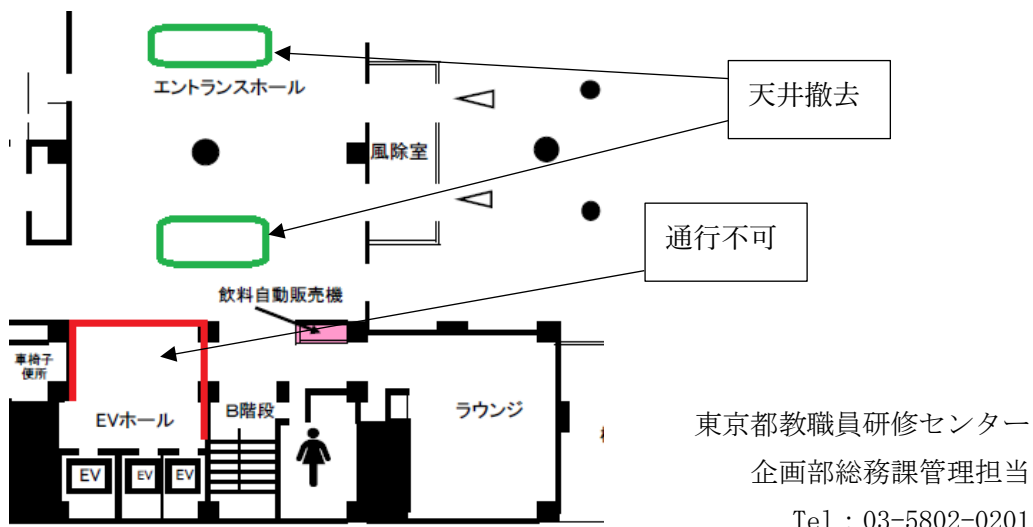 エントランスホール
天井撤去
風除室
通行不可
飲料自動販売機
車椅子
便所
EVホール
B階段
ラウンジ
EV
EV
EV
東京都教職員研修センター
企画部総務課管理担当
Tel：03-5802-0201